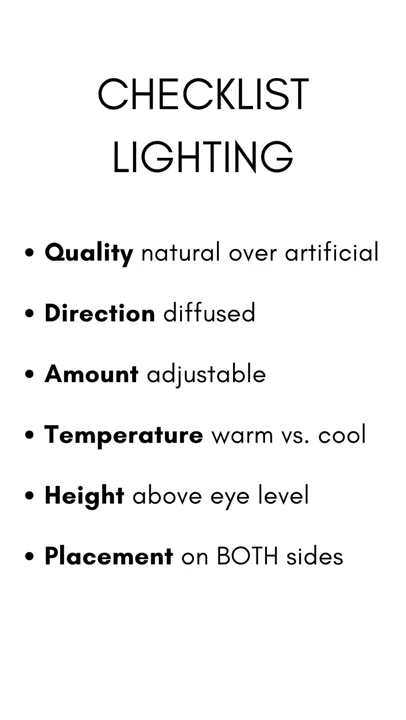 CHECKLIST
LIGHTING
• Quality natural over artificial
• Direction diffused
• Amount adjustable
• Temperature warm vs. cool
• Height above eye level
• Placement on BOTH sides